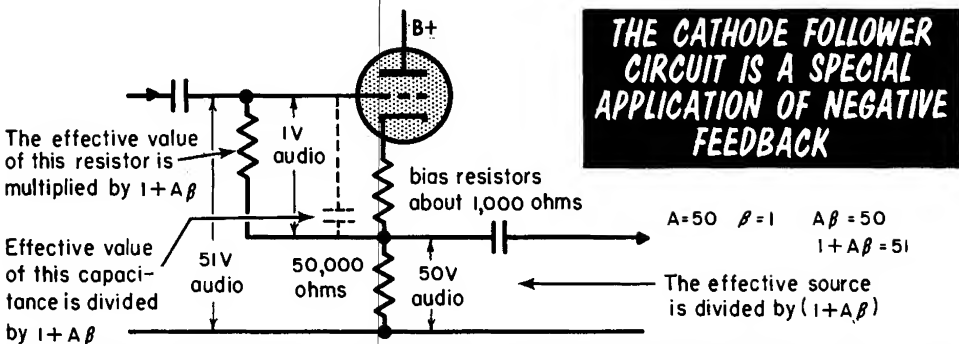 B+
THE CATHODE FOLLOWER
CIRCUIT IS A SPECIAL
APPLICATION OF NEGATIVE
FEEDBACK
The effective value
of this resistor is
multiplied by 1+Aβ
1V
audio
bias resistors
about 1,000 ohms
A=50 β=1 Aβ=50
1+Aβ=51
Effective value
of this capaci-
tance is divided
by 1+Aβ
51V
audio
50,000
ohms
50V
audio
The effective source
is divided by (1+Aβ)